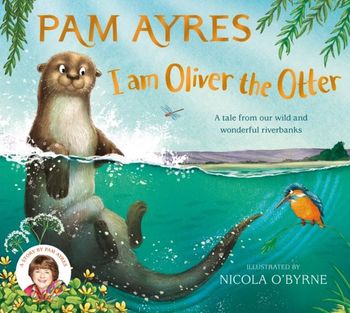 PAM AYRES
I am Oliver the Otter
A tale from our wild and
wonderful riverbanks
A STORY BY PAM AYRES
ILLUSTRATED BY
NICOLA O'BYRNE